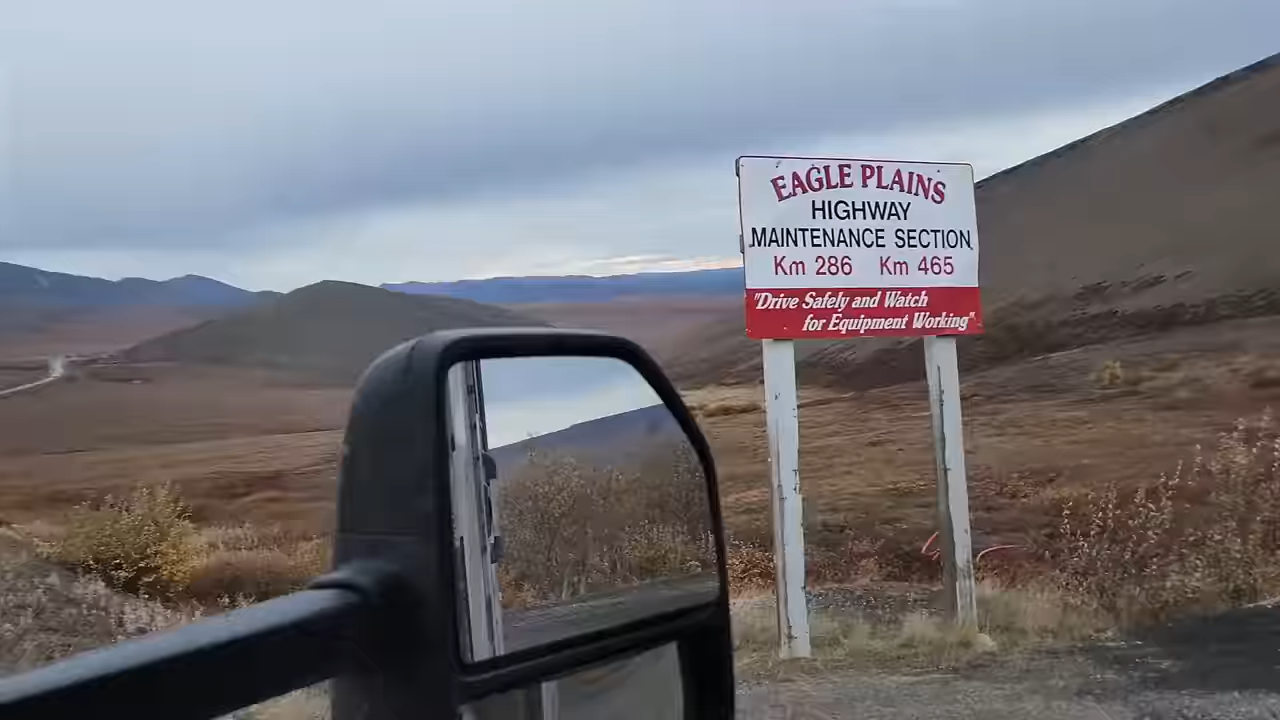 EAGLE PLAINS
HIGHWAY
MAINTENANCE SECTION
Km 286 Km 465
"Drive Safely and Watch
for Equipment Working"